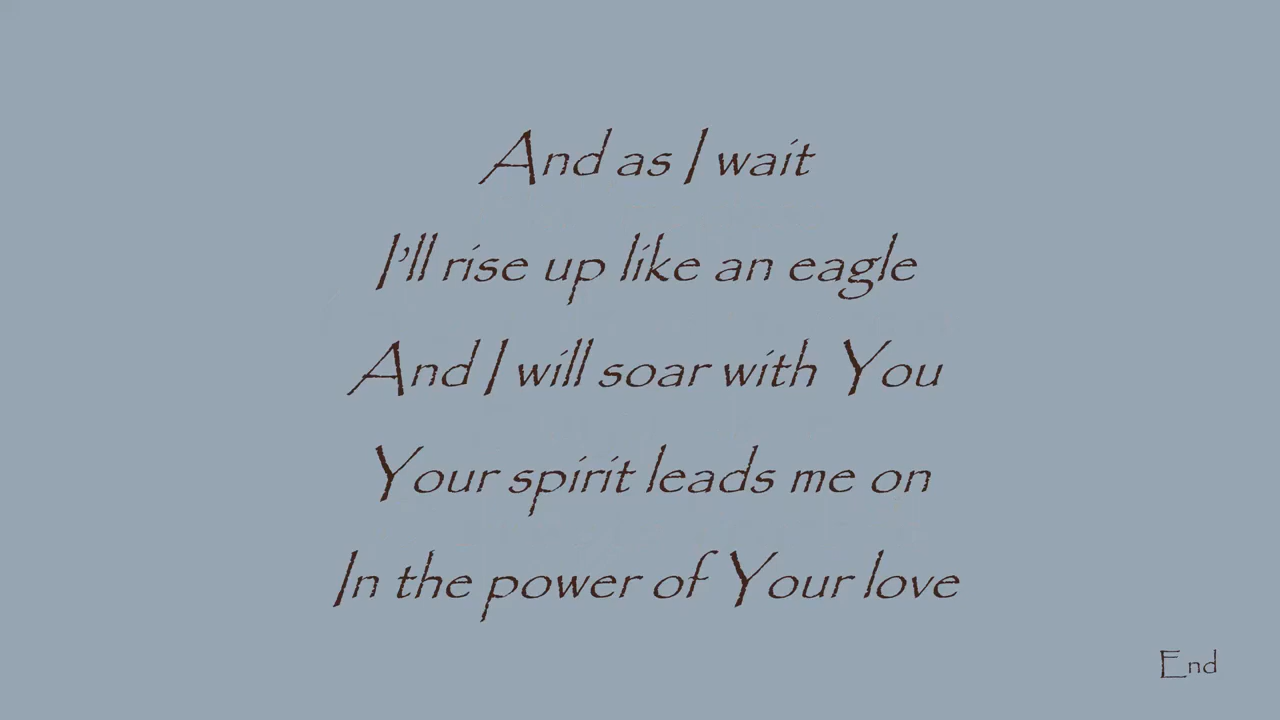 And as I wait
I’ll rise up like an eagle
And I will soar with You
Your spirit leads me on
In the power of Your love
End